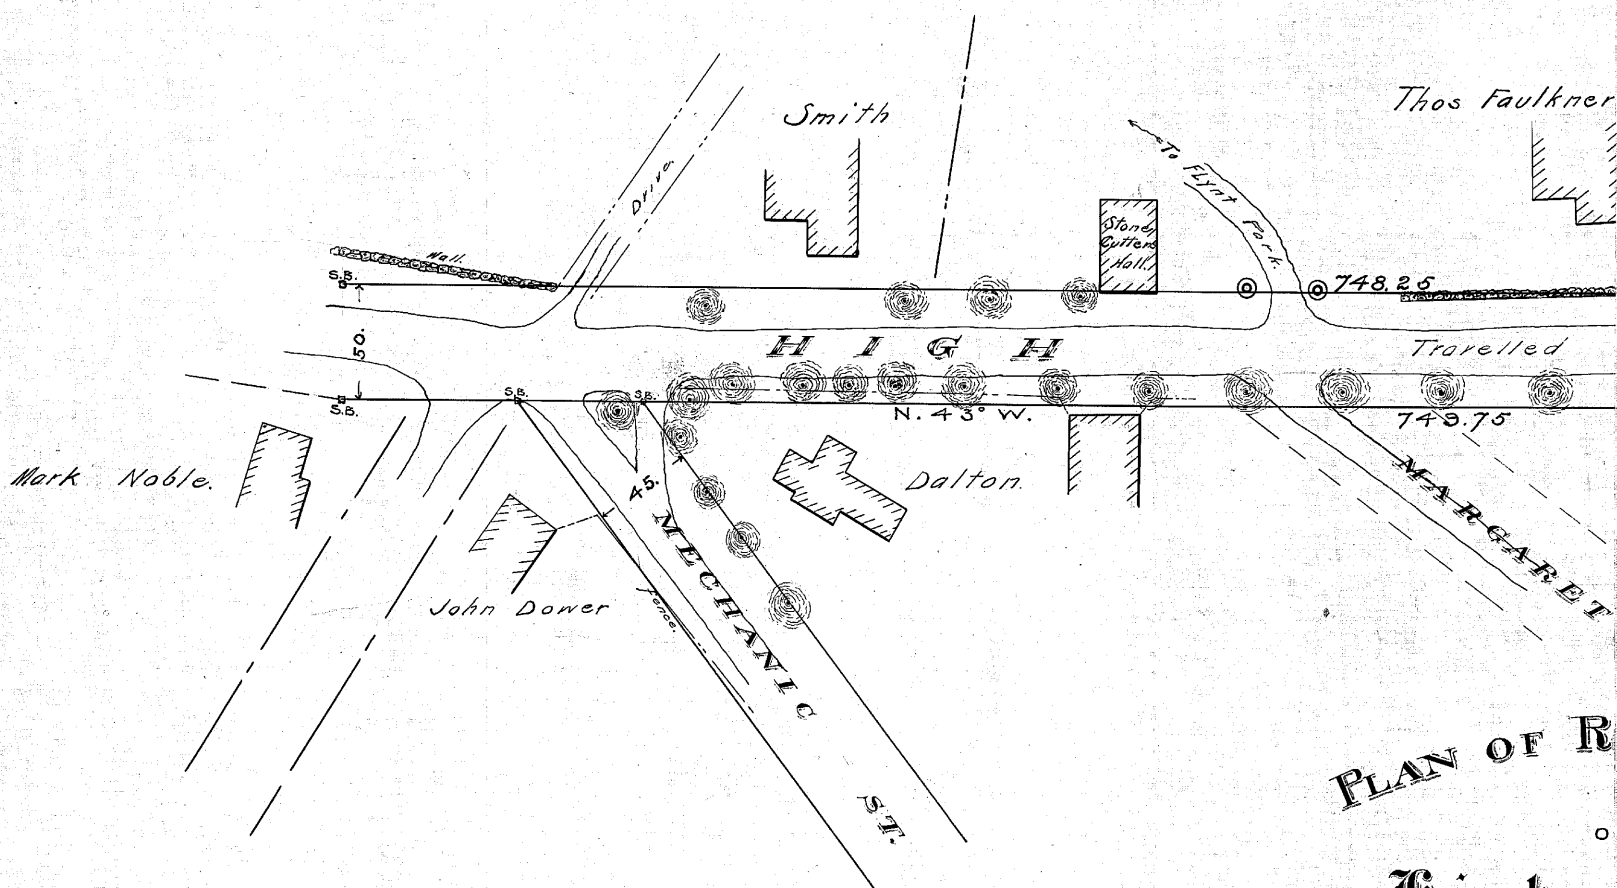 Smith
Thos Faulkner
Drive
To Flynt Park.
Stone
Cutters
Hall.
Wall.
S.B.
748.25
50.
HIGH
Travelled
S.B.
S.B.
S.B.
N. 43° W.
749.75
Mark Noble.
45.
Dalton.
MARGARET
MECHANIC
John Dower
Fence.
PLAN OF R
ST.
O